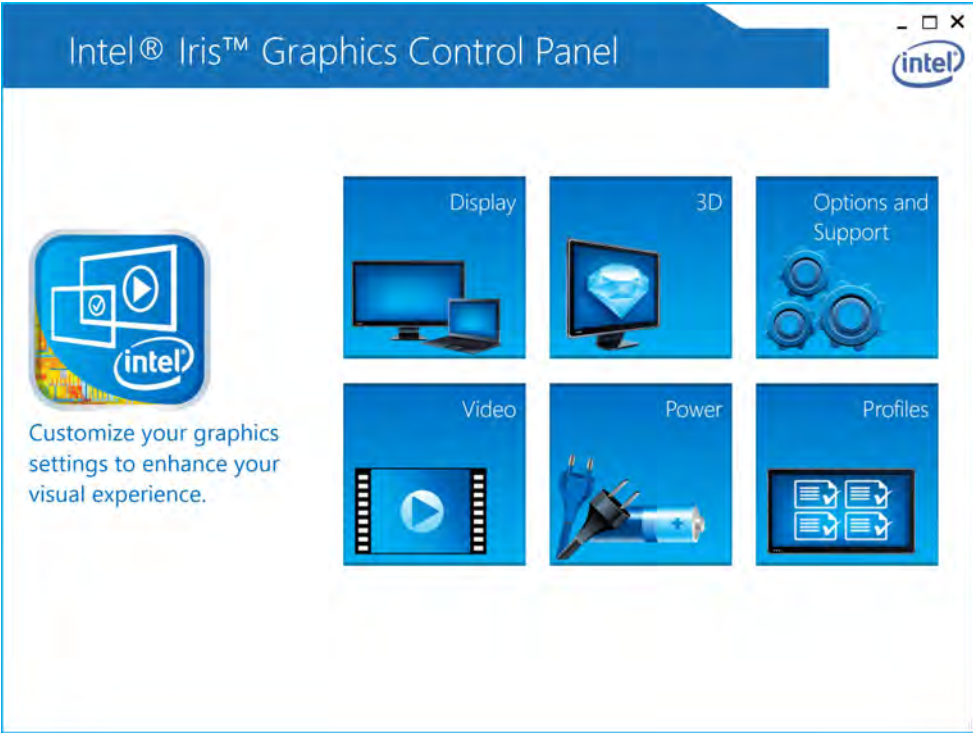 Intel® Iris™ Graphics Control Panel
intel
Display
3D
Options and
Support
intel
Customize your graphics
settings to enhance your
visual experience.
Video
Power
Profiles